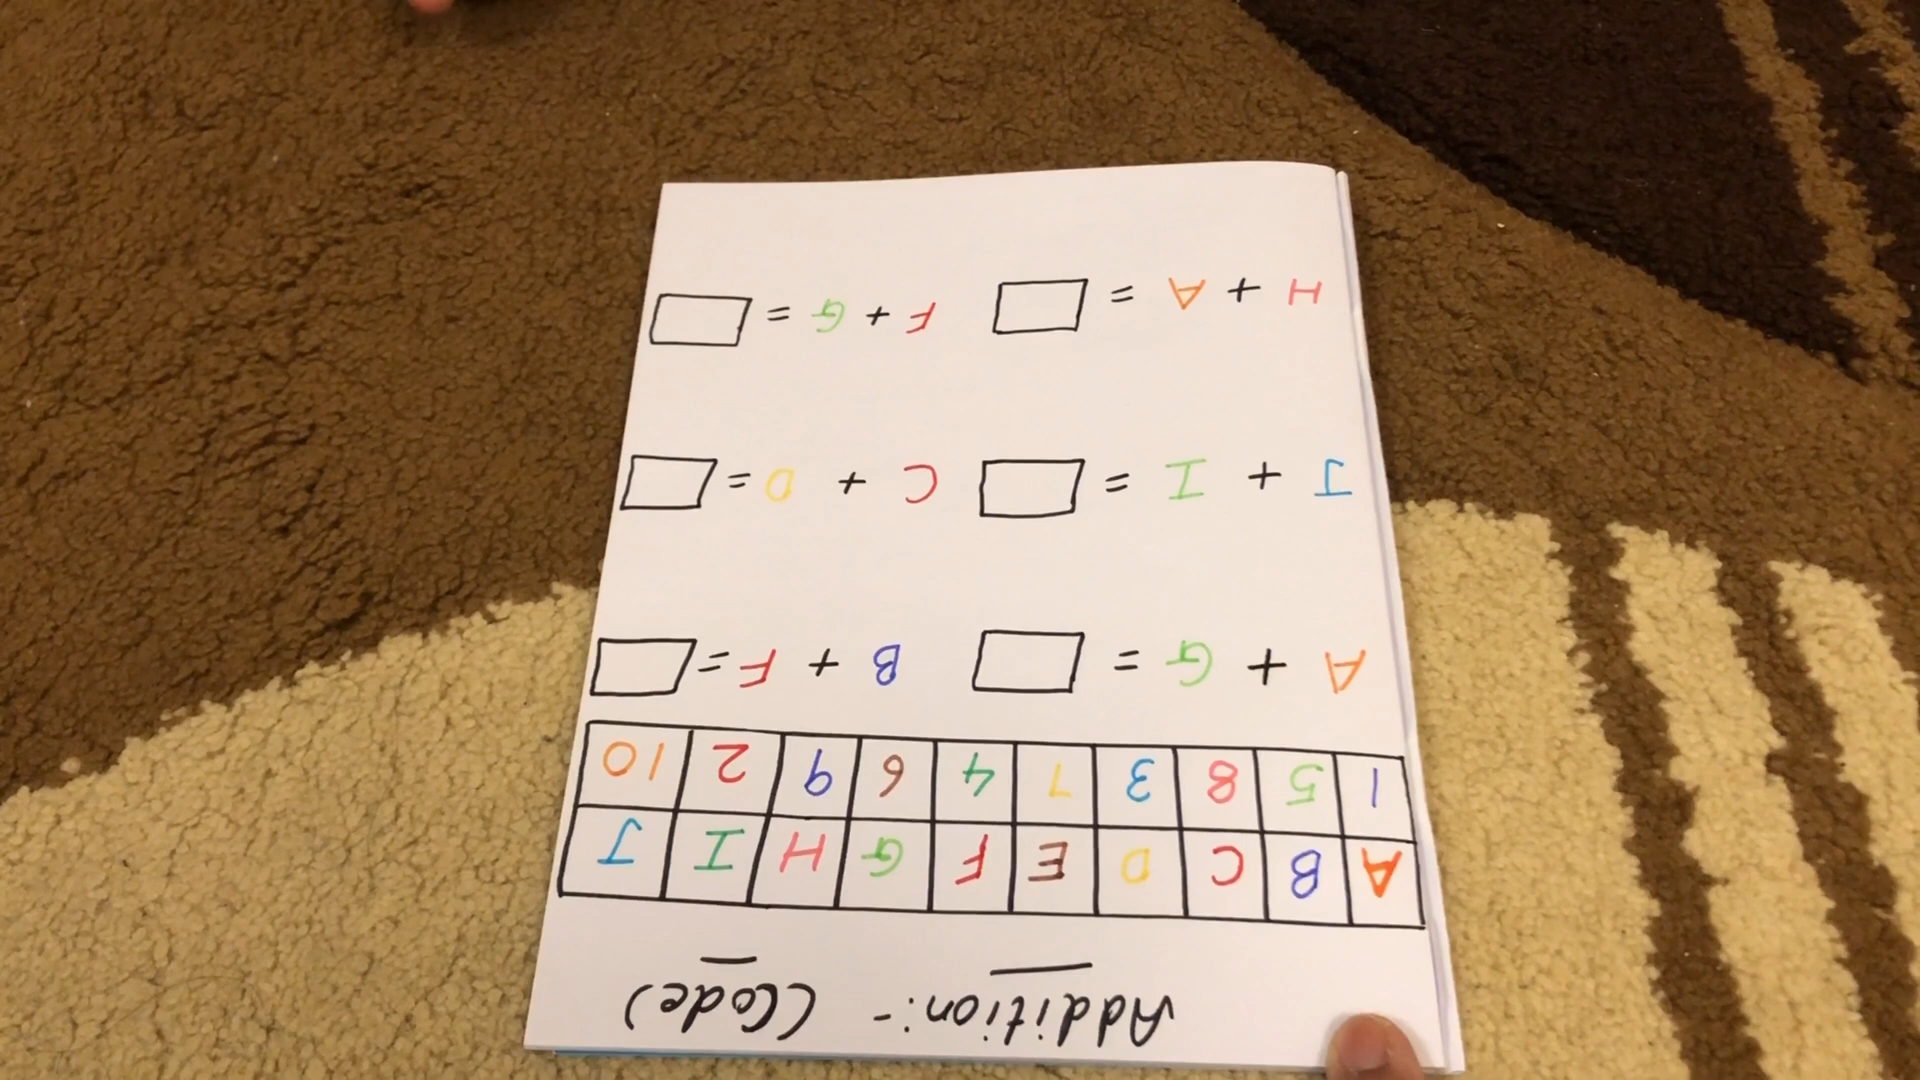 Addition:- (Code)
A B C D E F G H I J
1 5 8 3 7 4 6 9 2 10
A + G = B + F =
J + I = C + D =
H + A = F + G =